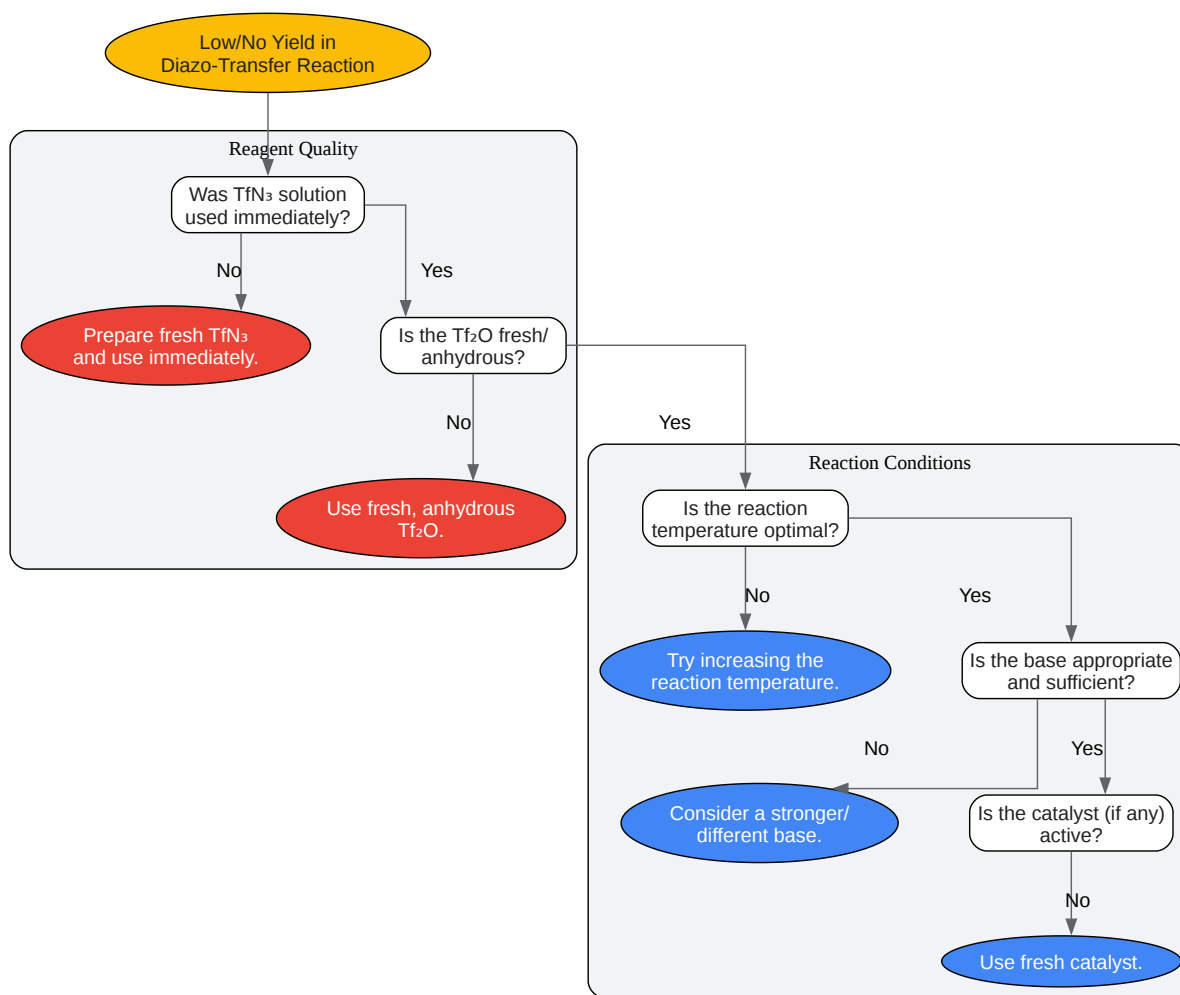 Low/No Yield in
Diazo-Transfer Reaction
Reagent Quality
Was TfN₃ solution
used immediately?
No
Yes
Prepare fresh TfN₃
and use immediately.
Is the Tf₂O fresh/
anhydrous?
No
Yes
Use fresh, anhydrous
Tf₂O.
Reaction Conditions
Is the reaction
temperature optimal?
No
Yes
Try increasing the
reaction temperature.
Is the base appropriate
and sufficient?
No
Yes
Consider a stronger/
different base.
Is the catalyst (if any)
active?
No
Use fresh catalyst.